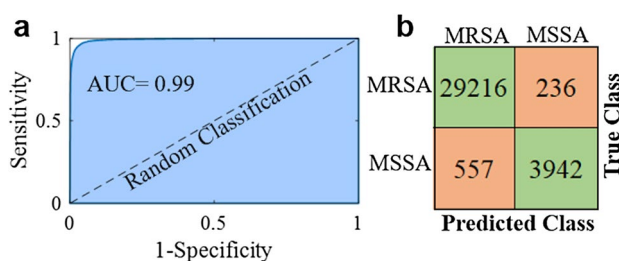 a
1
0.5
0
Sensitivity
AUC= 0.99
Random Classification
0
0.5
1
1-Specificity
b
MRSA MSSA
MRSA 29216 236
MSSA 557 3942
True Class
Predicted Class